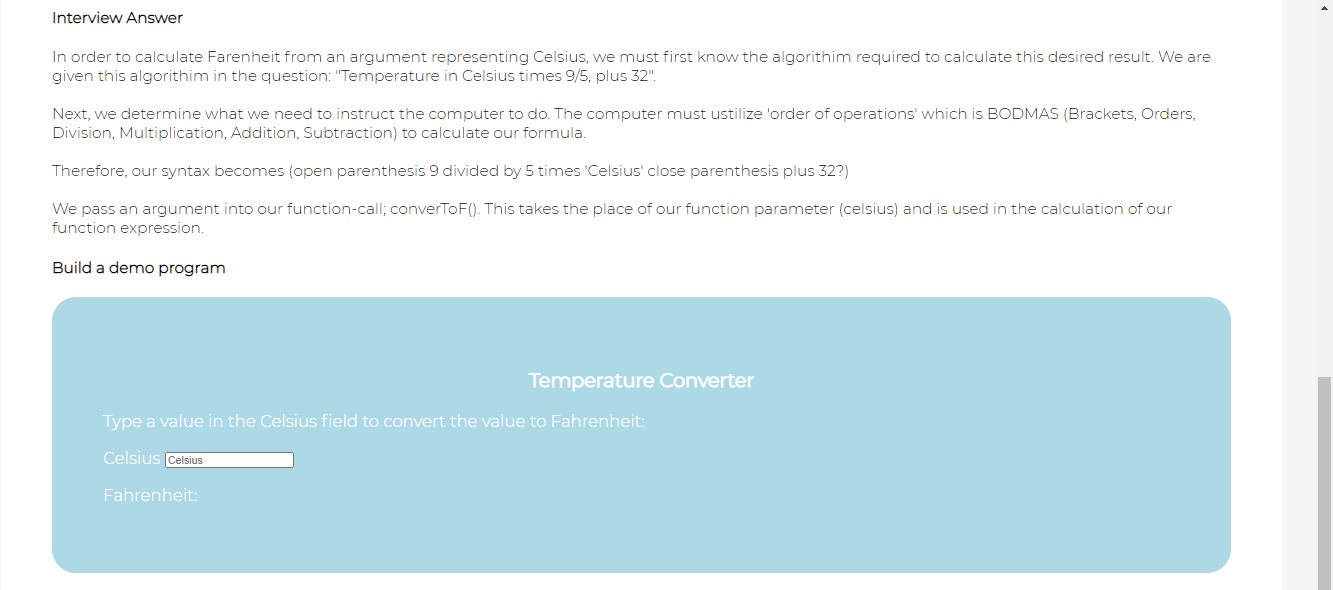 Interview Answer
In order to calculate Farenheit from an argument representing Celsius, we must first know the algorithim required to calculate this desired result. We are
given this algorithim in the question: "Temperature in Celsius times 9/5, plus 32".
Next, we determine what we need to instruct the computer to do. The computer must ustilize 'order of operations' which is BODMAS (Brackets, Orders,
Division, Multiplication, Addition, Subtraction) to calculate our formula.
Therefore, our syntax becomes (open parenthesis 9 divided by 5 times 'Celsius' close parenthesis plus 32?)
We pass an argument into our function-call; converToF(). This takes the place of our function parameter (celsius) and is used in the calculation of our
function expression.
Build a demo program
Temperature Converter
Type a value in the Celsius field to convert the value to Fahrenheit:
Celsius Celsius
Fahrenheit: